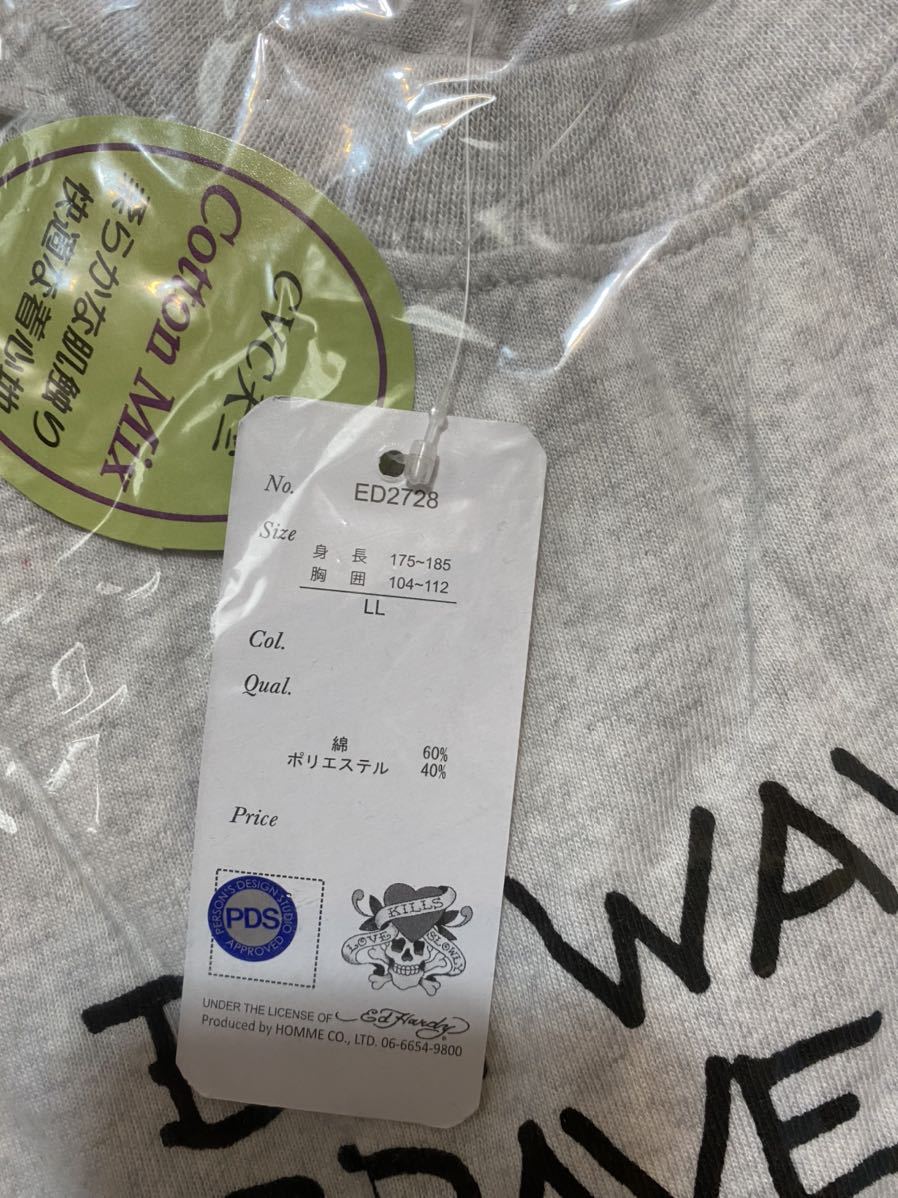 CVC天竺
Cotton Mix
柔らかな肌触り
快適な着心地
No. ED2728
Size
身長 175~185
胸囲 104~112
LL
Col.
Qual.
綿 60%
ポリエステル 40%
Price
PERSON'S DESIGN STUDIO
PDS
APPROVED
KILLS
LOVE SLOWLY
UNDER THE LICENSE OF Ed Hardy
Produced by HOMME CO., LTD. 06-6654-9800
WAY